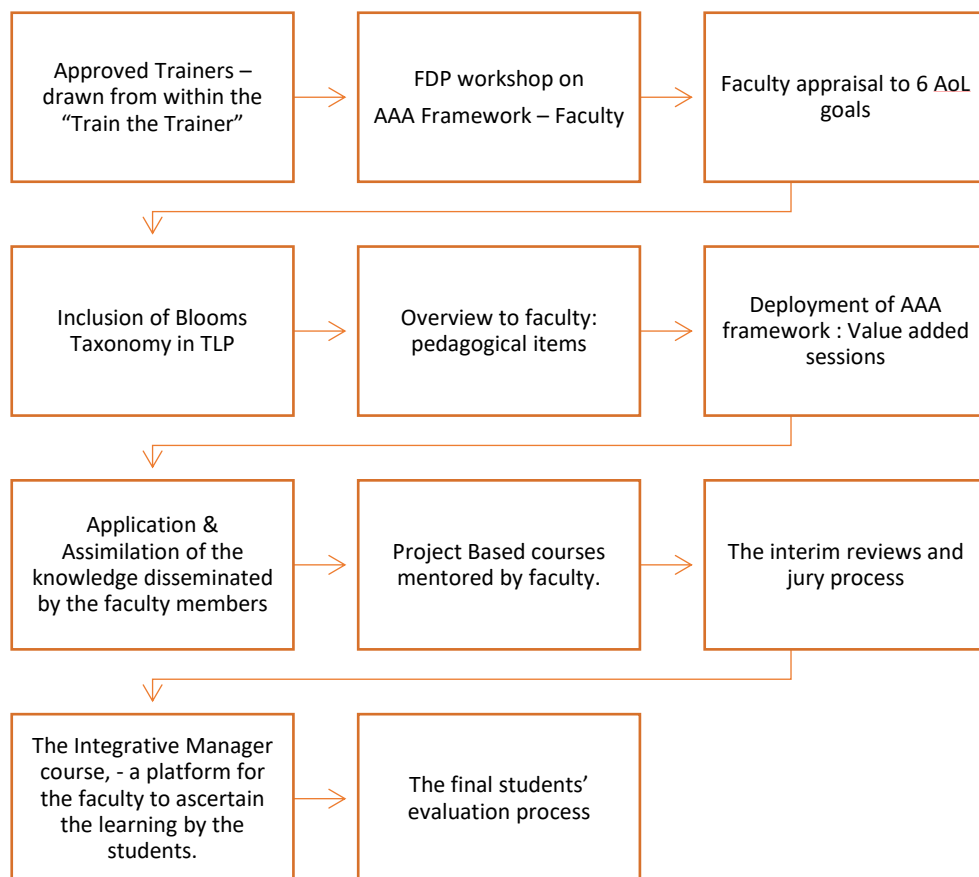 Approved Trainers –
drawn from within the
“Train the Trainer”
FDP workshop on
AAA Framework – Faculty
Faculty appraisal to 6 AoL
goals
Inclusion of Blooms
Taxonomy in TLP
Overview to faculty:
pedagogical items
Deployment of AAA
framework : Value added
sessions
Application &
Assimilation of the
knowledge disseminated
by the faculty members
Project Based courses
mentored by faculty.
The interim reviews and
jury process
The Integrative Manager
course, - a platform for
the faculty to ascertain
the learning by the
students.
The final students’
evaluation process